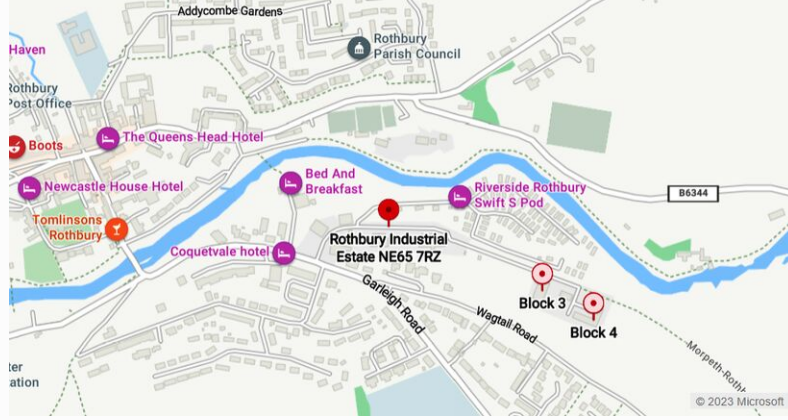 Addycombe Gardens
Rothbury
Parish Council
Haven
Rothbury
Post Office
Boots
The Queens Head Hotel
Bed And
Breakfast
Newcastle House Hotel
Riverside Rothbury
Swift S Pod
B6344
Tomlinsons
Rothbury
Rothbury Industrial
Estate NE65 7RZ
Coquetvale hotel
Garleigh Road
Block 3
Wagtail Road
Block 4
Morpeth-Rothb
ter
ation
© 2023 Microsoft